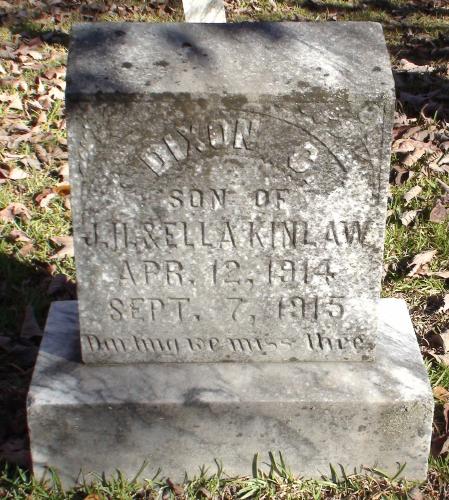 DIXON C.
SON OF
J.H. & ELLA KINLAW
APR. 12, 1914
SEPT. 7, 1915
Darling we miss thee.